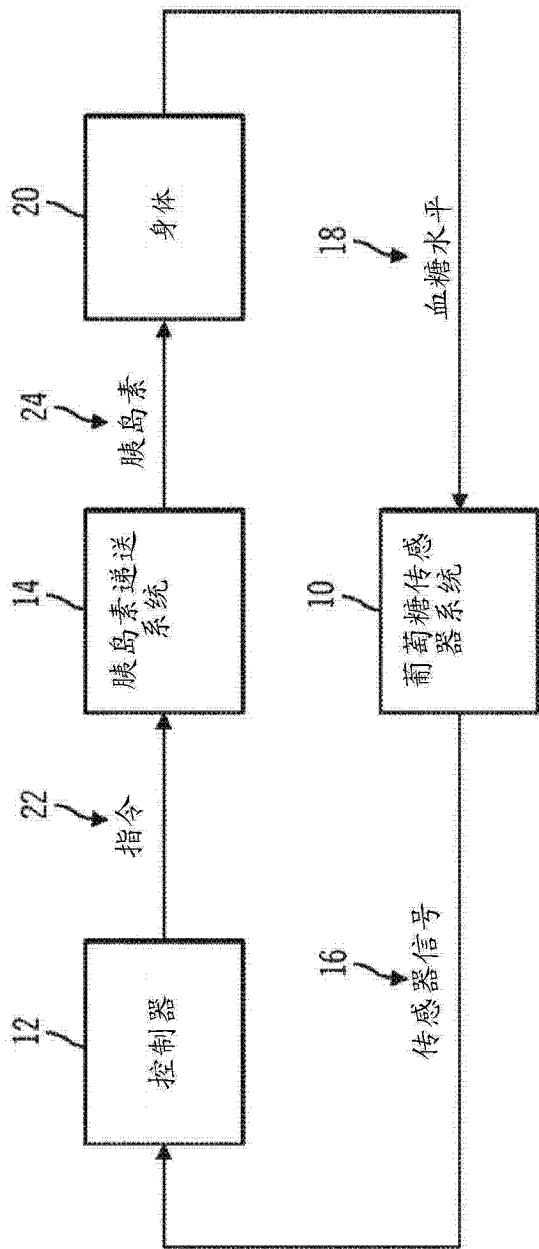 12
控制器
22
指令
14
胰岛素递送
系统
24
胰岛素
20
身体
16
传感器信号
10
葡萄糖传感
器系统
18
血糖水平